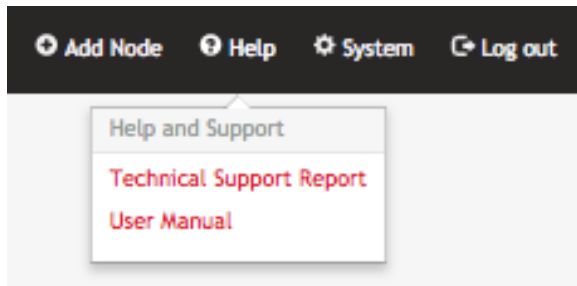 Add Node Help System Log out
Help and Support
Technical Support Report
User Manual